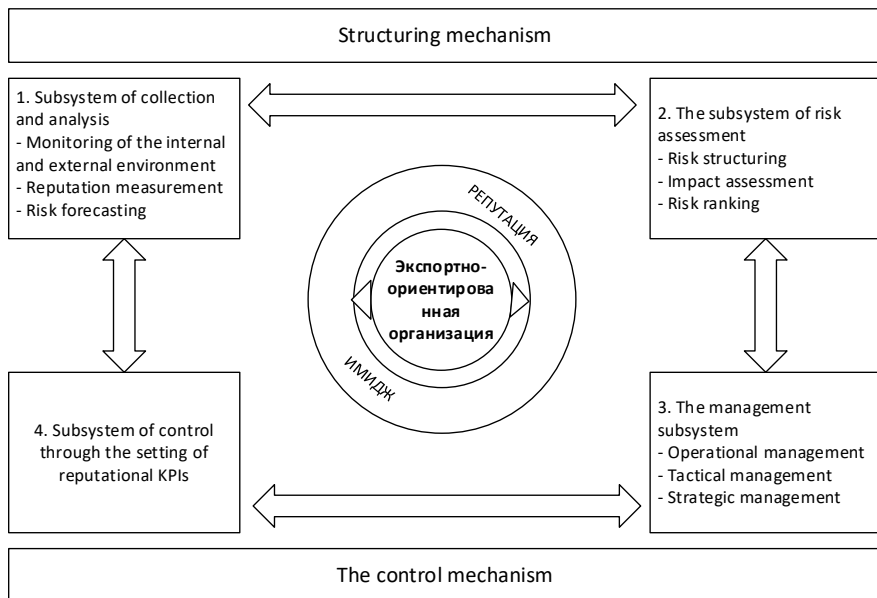 Structuring mechanism
1. Subsystem of collection
and analysis
- Monitoring of the internal
and external environment
- Reputation measurement
- Risk forecasting
2. The subsystem of risk
assessment
- Risk structuring
- Impact assessment
- Risk ranking
РЕПУТАЦИЯ
Экспортно-
ориентирова
нная
организация
ИМИДЖ
4. Subsystem of control
through the setting of
reputational KPIs
3. The management
subsystem
- Operational management
- Tactical management
- Strategic management
The control mechanism